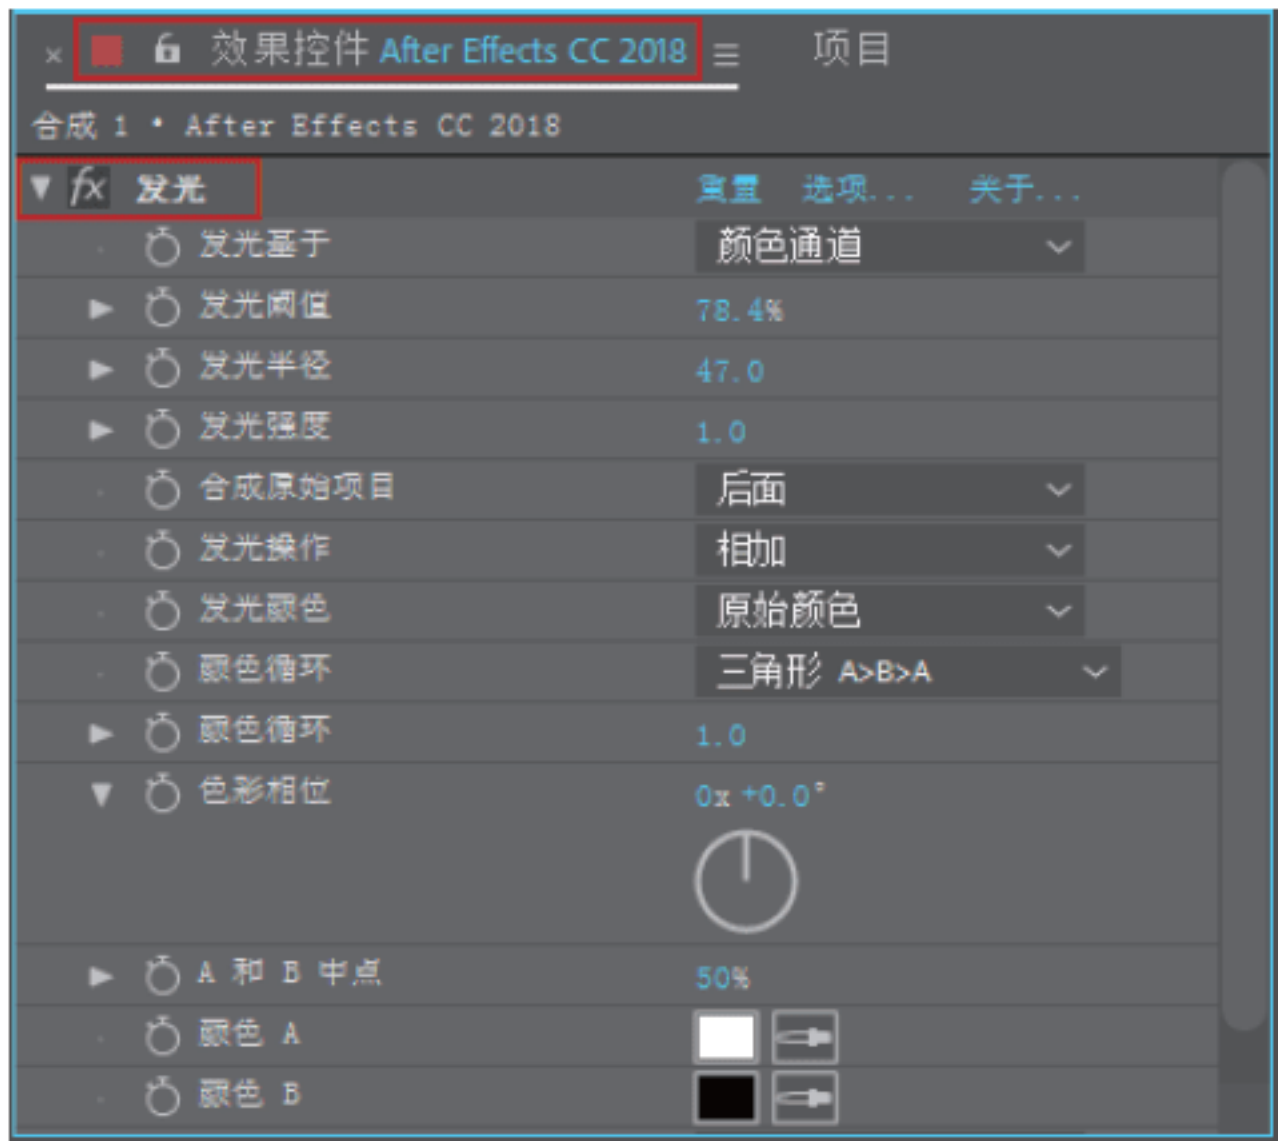 × 效果控件 After Effects CC 2018 ≡ 项目
合成 1 • After Effects CC 2018
fx 发光 重置 选项... 关于...
发光基于 颜色通道
发光阈值 78.4%
发光半径 47.0
发光强度 1.0
合成原始项目 后面
发光操作 相加
发光颜色 原始颜色
颜色循环 三角形 A>B>A
颜色循环 1.0
色彩相位 0x +0.0°
A 和 B 中点 50%
颜色 A
颜色 B